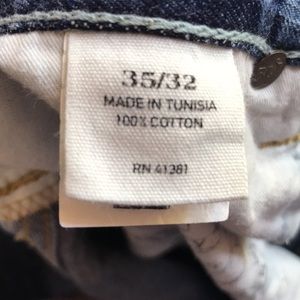 35/32
MADE IN TUNISIA
100% COTTON
RN 41381